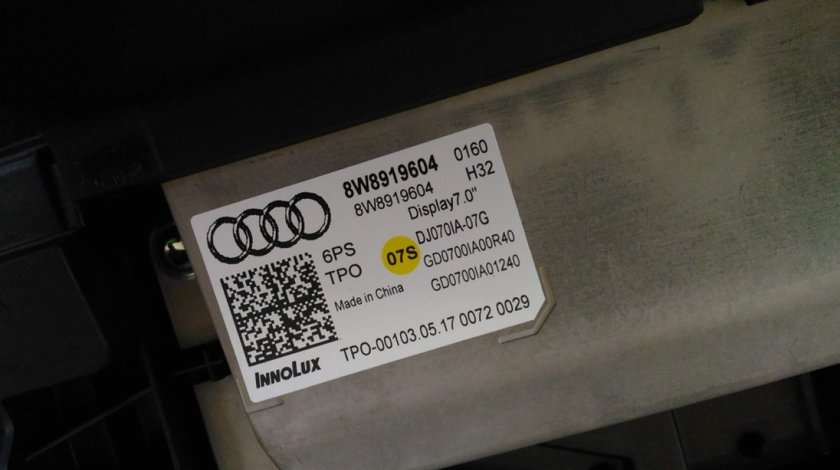 8W8919604 0160
8W8919604 H32
Display7.0"
6PS 07S DJ070IA-07G
TPO GD0700IA00R40
Made in China GD0700IA01240
INNOLUX TPO-00103.05.17 0072 0029